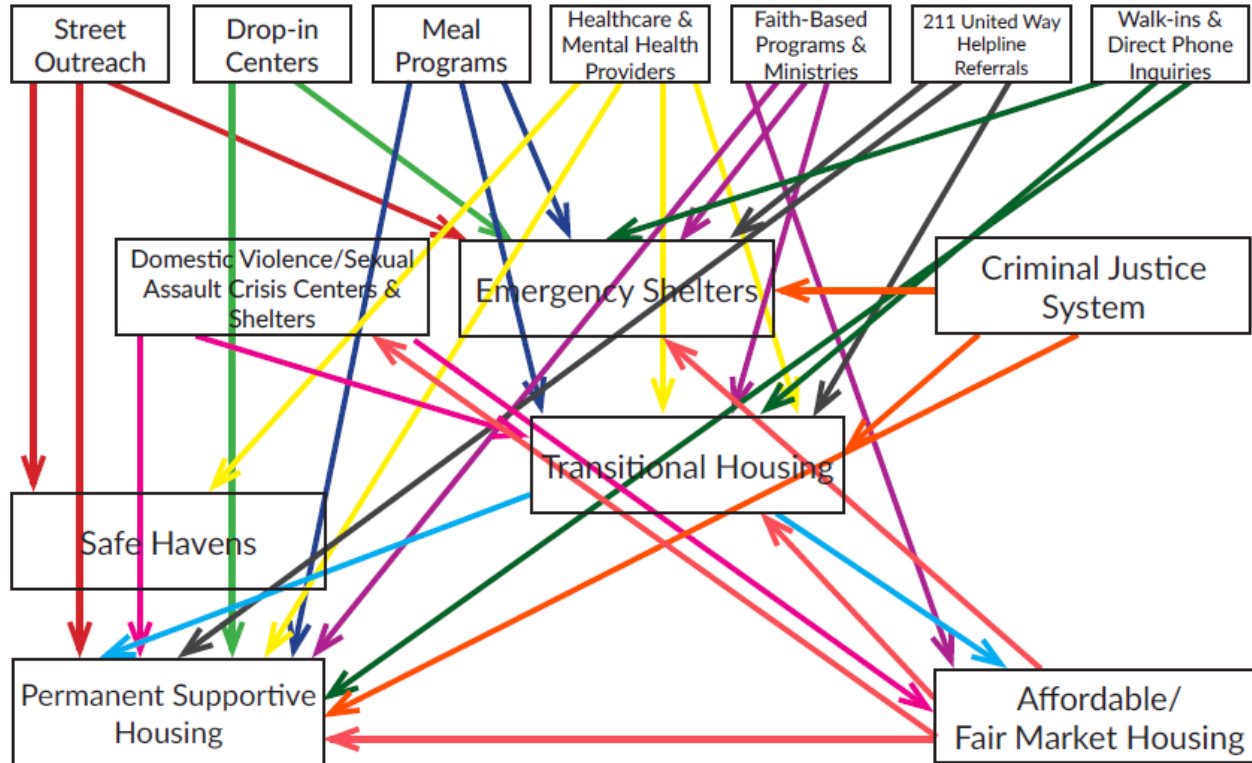 Street
Outreach
Drop-in
Centers
Meal
Programs
Healthcare &
Mental Health
Providers
Faith-Based
Programs &
Ministries
211 United Way
Helpline
Referrals
Walk-ins &
Direct Phone
Inquiries
Domestic Violence/Sexual
Assault Crisis Centers &
Shelters
Emergency Shelters
Criminal Justice
System
Transitional Housing
Safe Havens
Permanent Supportive
Housing
Affordable/
Fair Market Housing